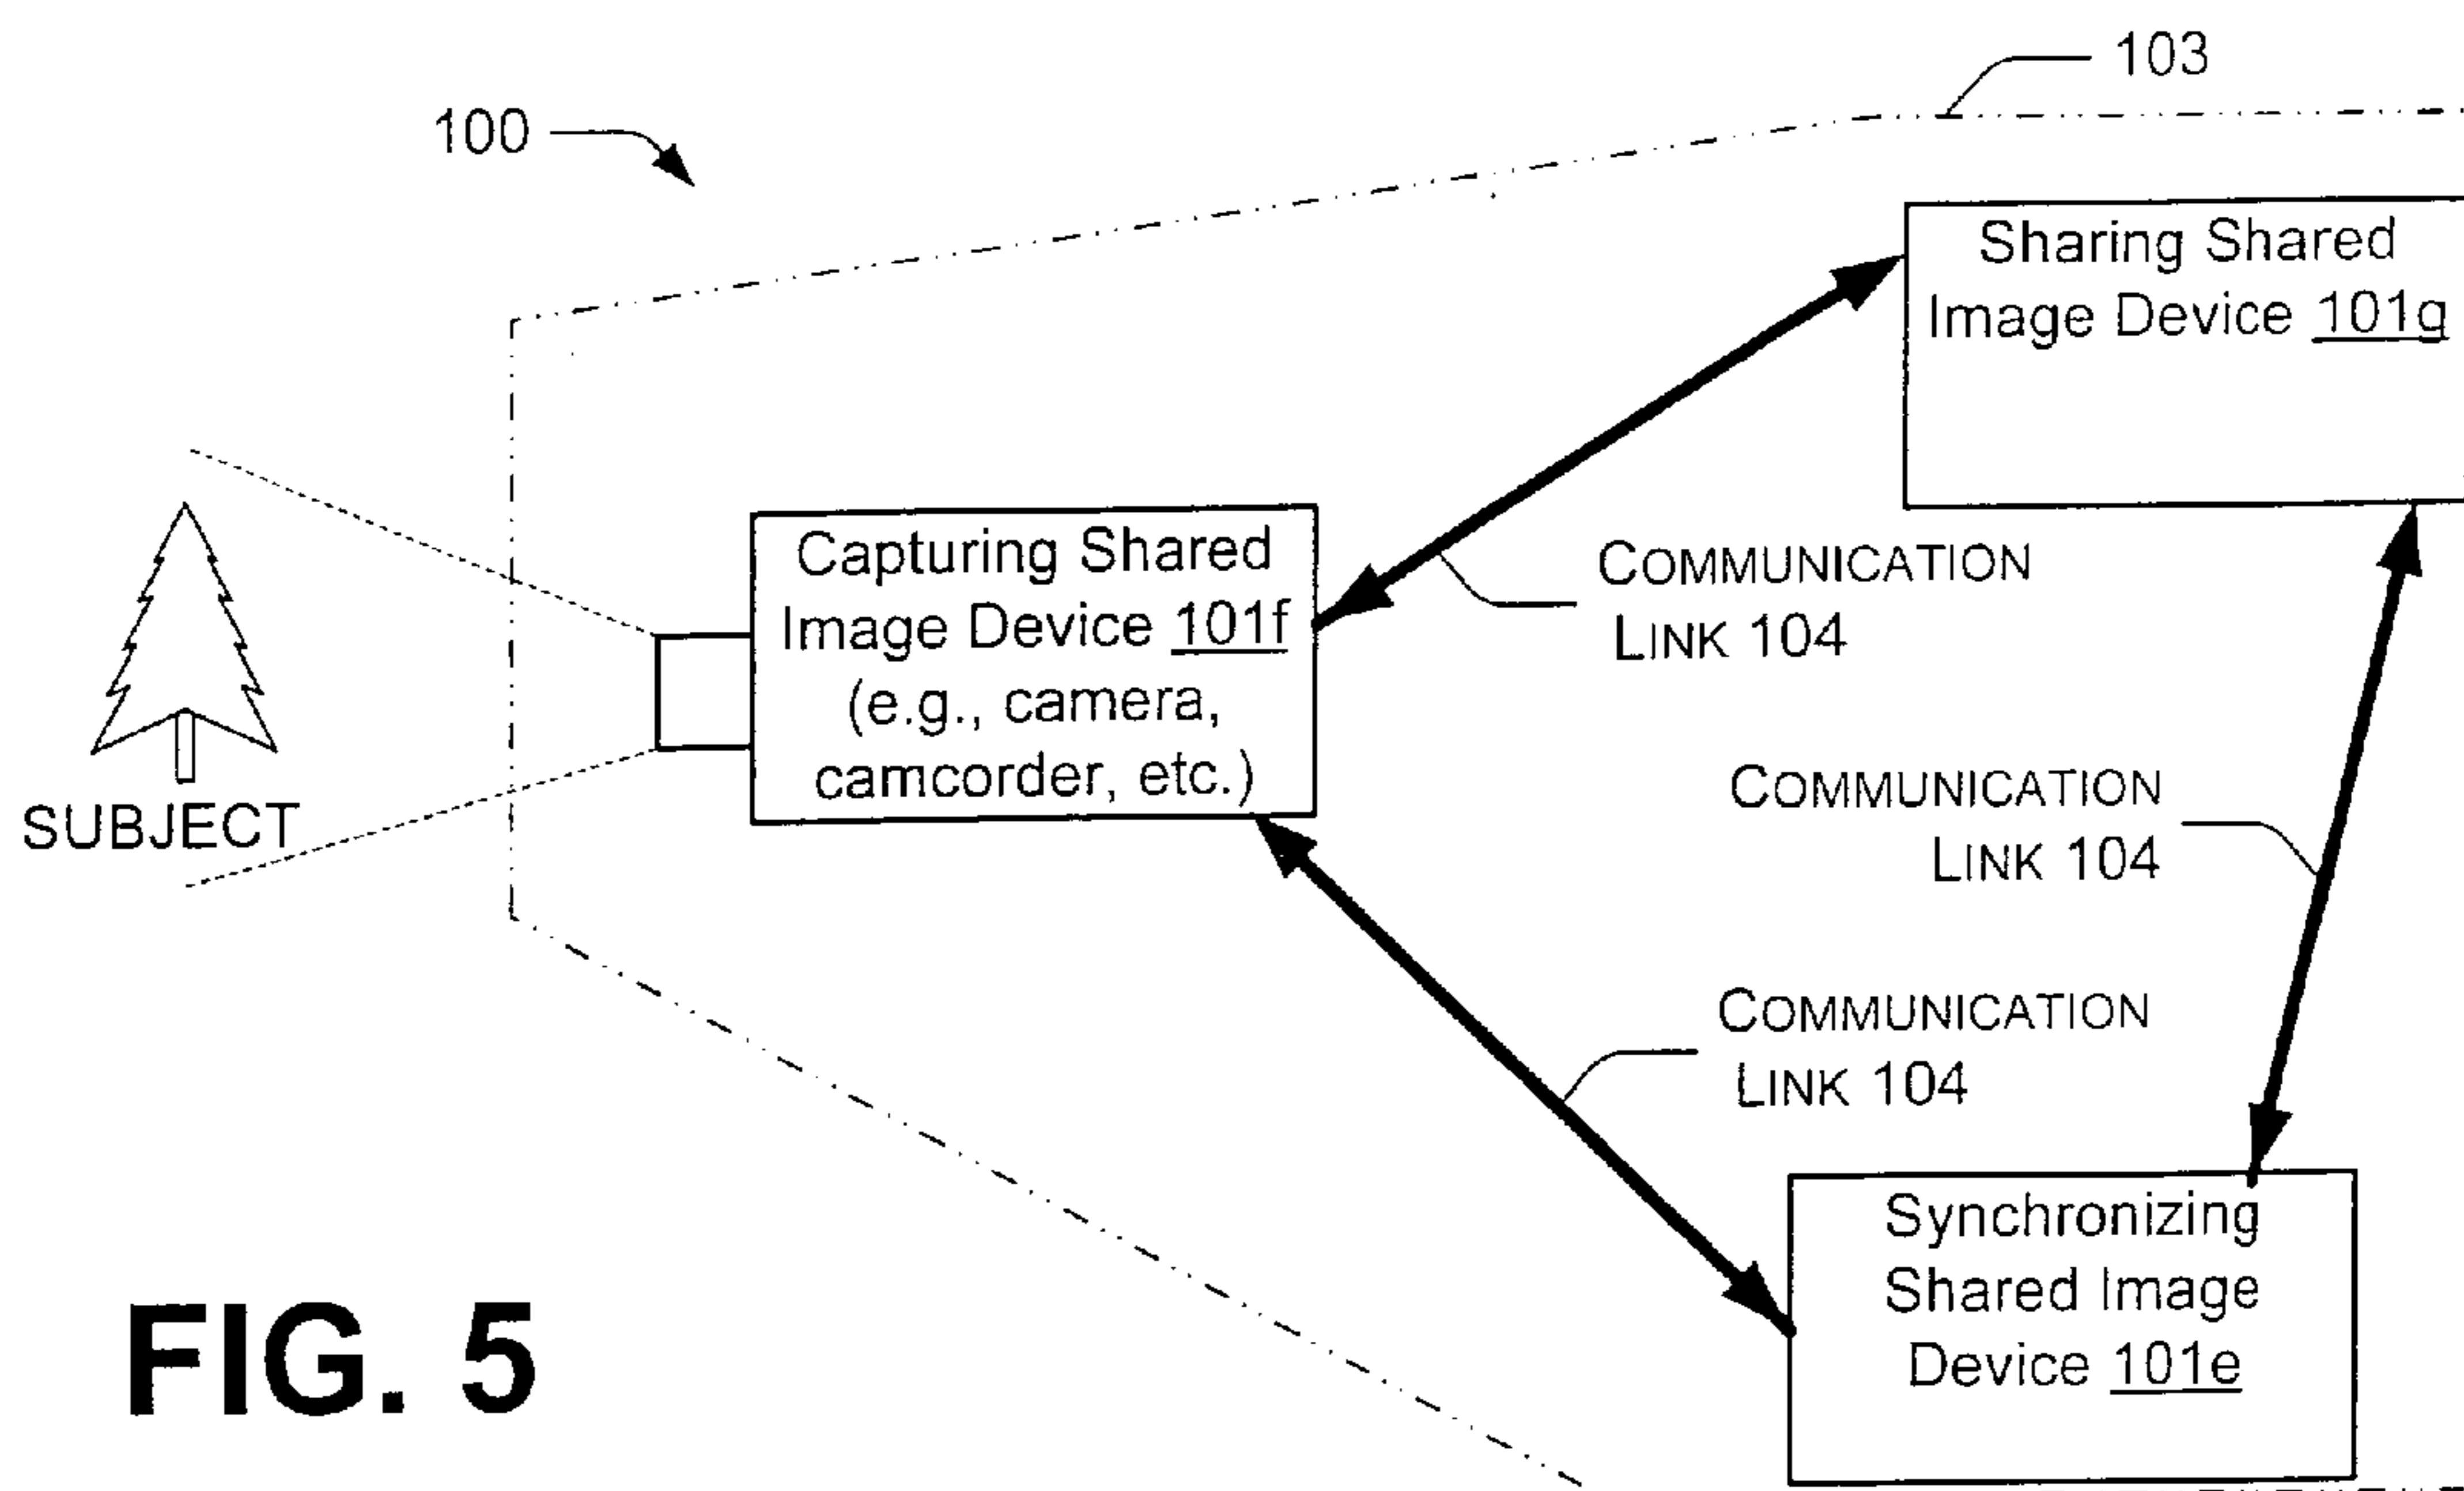 103
100
Sharing Shared
Image Device 101g
Capturing Shared
Image Device 101f
(e.g., camera,
camcorder, etc.)
COMMUNICATION
LINK 104
SUBJECT
COMMUNICATION
LINK 104
COMMUNICATION
LINK 104
Synchronizing
Shared Image
Device 101e
FIG. 5